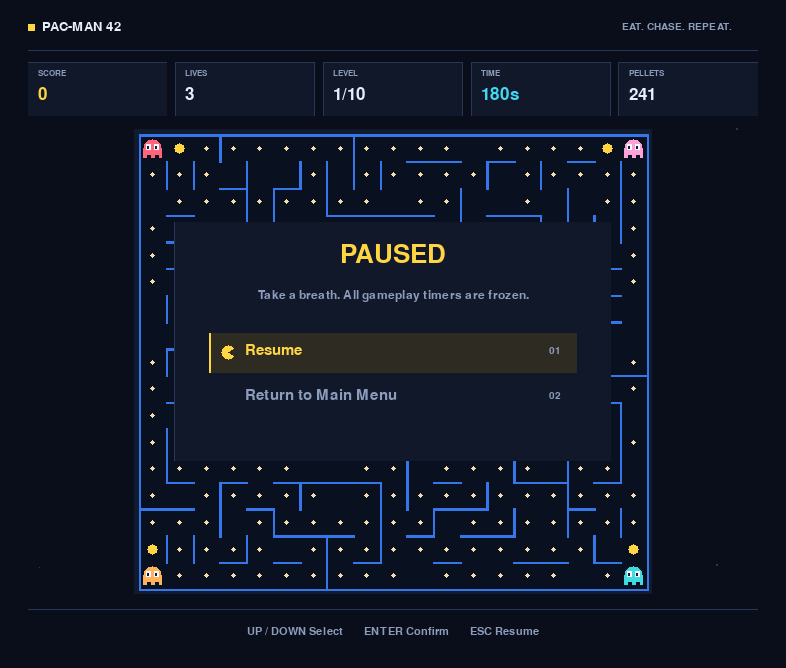 PAC-MAN 42
EAT. CHASE. REPEAT.
SCORE
0
LIVES
3
LEVEL
1/10
TIME
180s
PELLETS
241
PAUSED
Take a breath. All gameplay timers are frozen.
Resume 01
Return to Main Menu 02
UP / DOWN Select ENTER Confirm ESC Resume